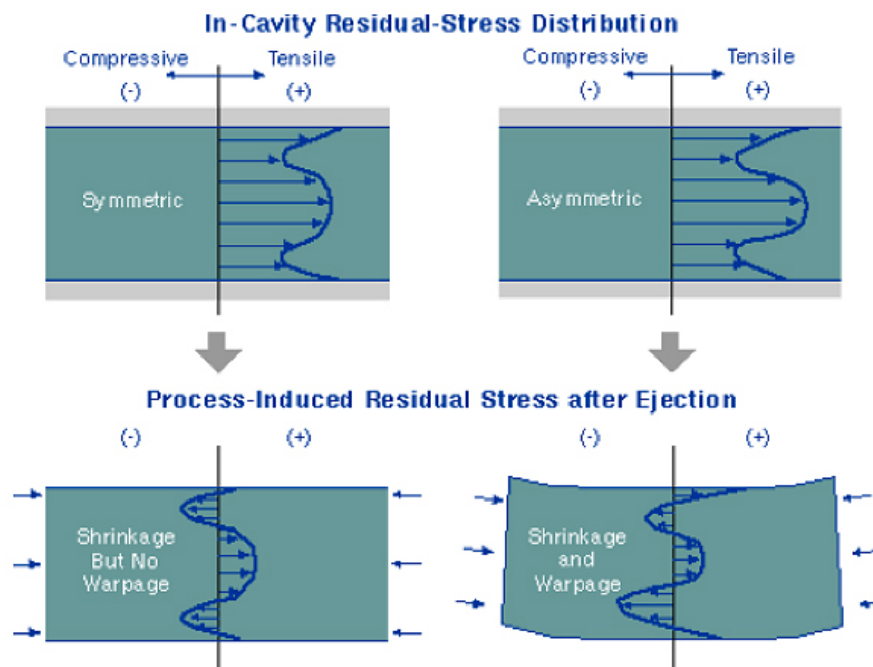 In-Cavity Residual-Stress Distribution
Compressive Tensile
(-) (+)
Compressive Tensile
(-) (+)
Symmetric
Asymmetric
Process-Induced Residual Stress after Ejection
(-) (+)
(-) (+)
Shrinkage
But No
Warpage
Shrinkage
and
Warpage